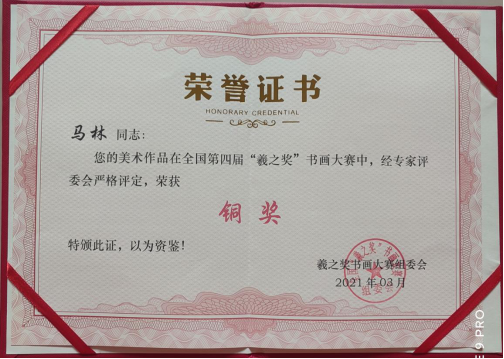 荣誉证书
HONORARY CREDENTIAL
马林 同志：
您的美术作品在全国第四届“羲之奖”书画大赛中，经专家评
委会严格评定，荣获
铜奖
特颁此证，以为资鉴！
羲之奖书画大赛组委会
2021年03月
9 PRO